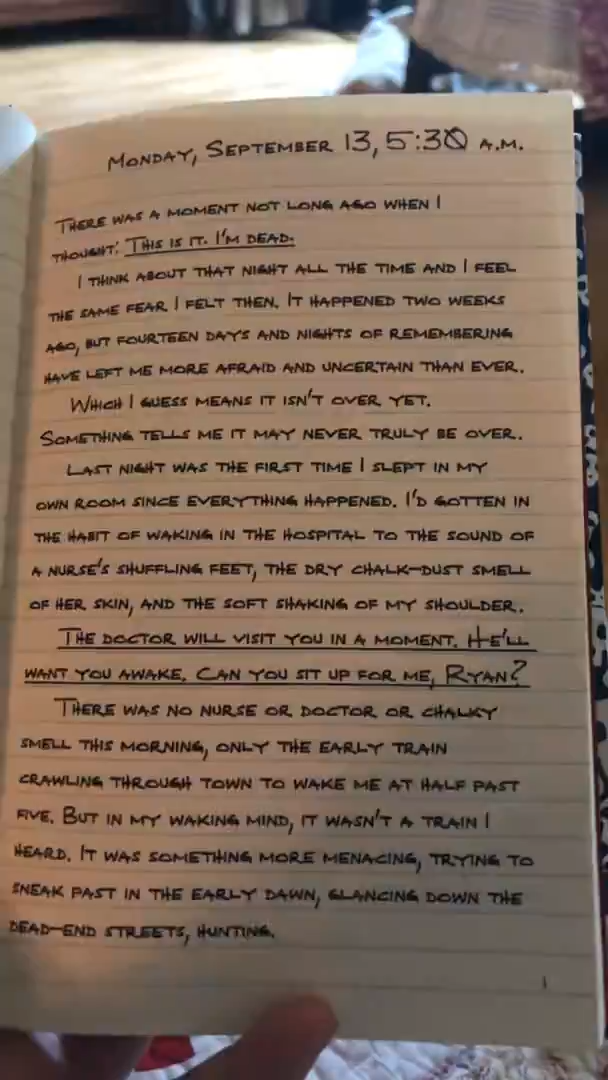 MONDAY, SEPTEMBER 13, 5:30 A.M.
THERE WAS A MOMENT NOT LONG AGO WHEN I
THOUGHT: THIS IS IT. I'M DEAD.
I THINK ABOUT THAT NIGHT ALL THE TIME AND I FEEL
THE SAME FEAR I FELT THEN. IT HAPPENED TWO WEEKS
AGO, BUT FOURTEEN DAYS AND NIGHTS OF REMEMBERING
HAVE LEFT ME MORE AFRAID AND UNCERTAIN THAN EVER.
WHICH I GUESS MEANS IT ISN'T OVER YET.
SOMETHING TELLS ME IT MAY NEVER TRULY BE OVER.
LAST NIGHT WAS THE FIRST TIME I SLEPT IN MY
OWN ROOM SINCE EVERYTHING HAPPENED. I'D GOTTEN IN
THE HABIT OF WAKING IN THE HOSPITAL TO THE SOUND OF
A NURSE'S SHUFFLING FEET, THE DRY CHALK-DUST SMELL
OF HER SKIN, AND THE SOFT SHAKING OF MY SHOULDER.
THE DOCTOR WILL VISIT YOU IN A MOMENT. HE'LL
WANT YOU AWAKE. CAN YOU SIT UP FOR ME, RYAN?
THERE WAS NO NURSE OR DOCTOR OR CHALKY
SMELL THIS MORNING, ONLY THE EARLY TRAIN
CRAWLING THROUGH TOWN TO WAKE ME AT HALF PAST
FIVE. BUT IN MY WAKING MIND, IT WASN'T A TRAIN I
HEARD. IT WAS SOMETHING MORE MENACING, TRYING TO
SNEAK PAST IN THE EARLY DAWN, GLANCING DOWN THE
DEAD-END STREETS, HUNTING.
1